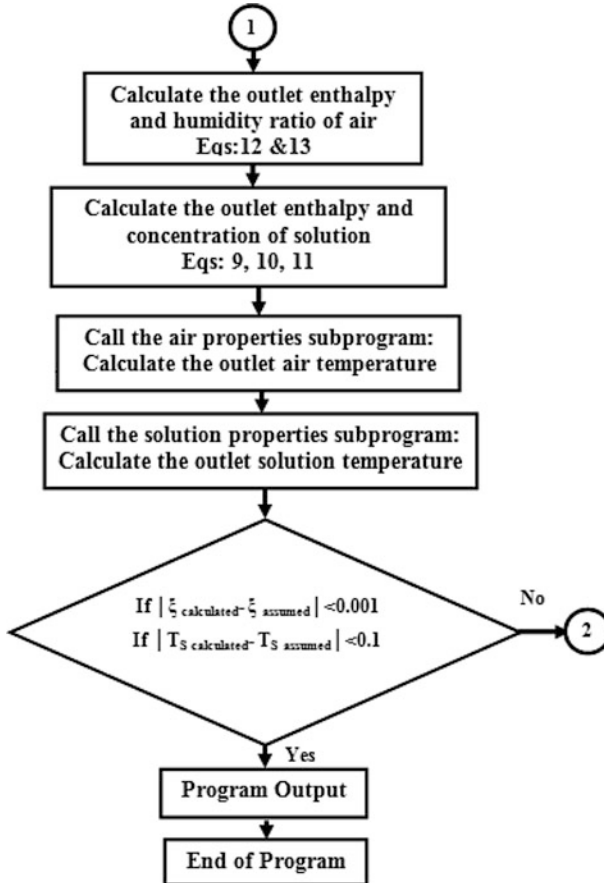 1
Calculate the outlet enthalpy
and humidity ratio of air
Eqs:12 &13
Calculate the outlet enthalpy and
concentration of solution
Eqs: 9, 10, 11
Call the air properties subprogram:
Calculate the outlet air temperature
Call the solution properties subprogram:
Calculate the outlet solution temperature
If | ξ calculated- ξ assumed | <0.001
If | TS calculated- TS assumed | <0.1
No
2
Yes
Program Output
End of Program